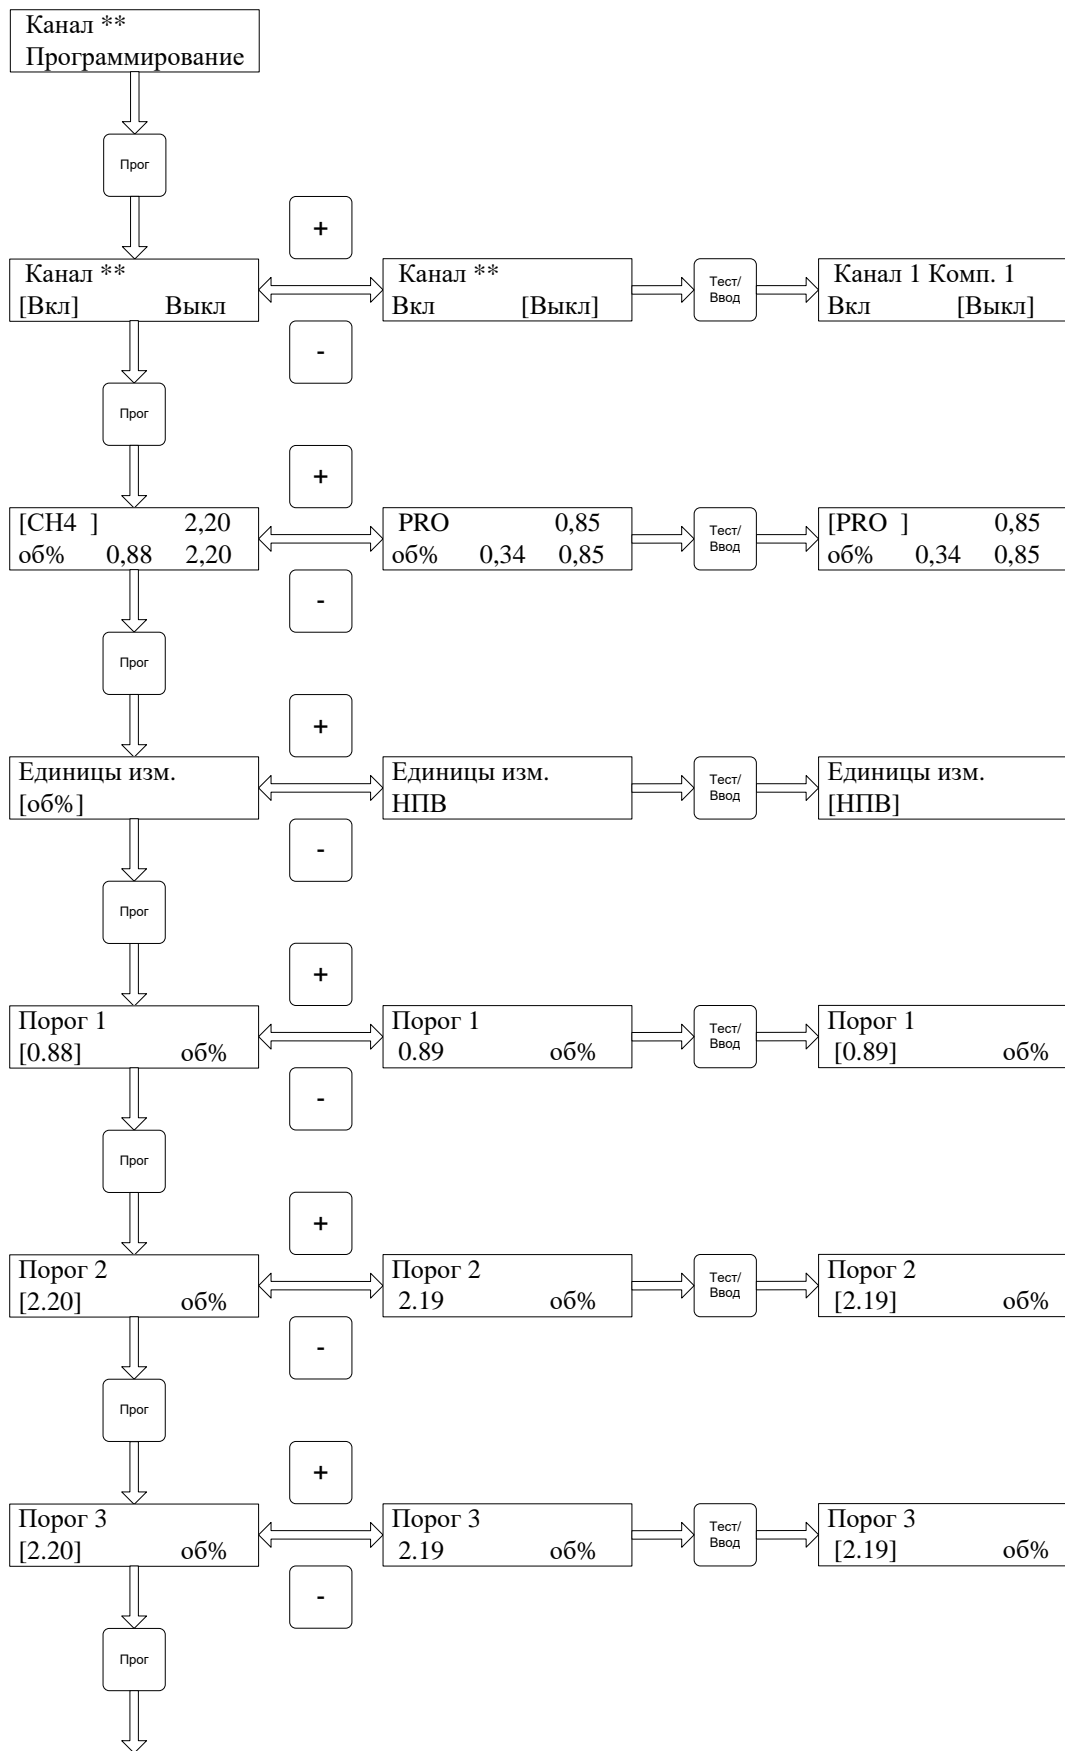 Канал **
Программирование
Прог
+
Канал **
[Вкл] Выкл
Канал **
Вкл [Выкл]
Тест/
Ввод
Канал 1 Комп. 1
Вкл [Выкл]
-
Прог
+
[CH4 ] 2,20
об% 0,88 2,20
PRO 0,85
об% 0,34 0,85
Тест/
Ввод
[PRO ] 0,85
об% 0,34 0,85
-
Прог
+
Единицы изм.
[об%]
Единицы изм.
НПВ
Тест/
Ввод
Единицы изм.
[НПВ]
-
Прог
+
Порог 1
[0.88] об%
Порог 1
0.89 об%
Тест/
Ввод
Порог 1
[0.89] об%
-
Прог
+
Порог 2
[2.20] об%
Порог 2
2.19 об%
Тест/
Ввод
Порог 2
[2.19] об%
-
Прог
+
Порог 3
[2.20] об%
Порог 3
2.19 об%
Тест/
Ввод
Порог 3
[2.19] об%
-
Прог